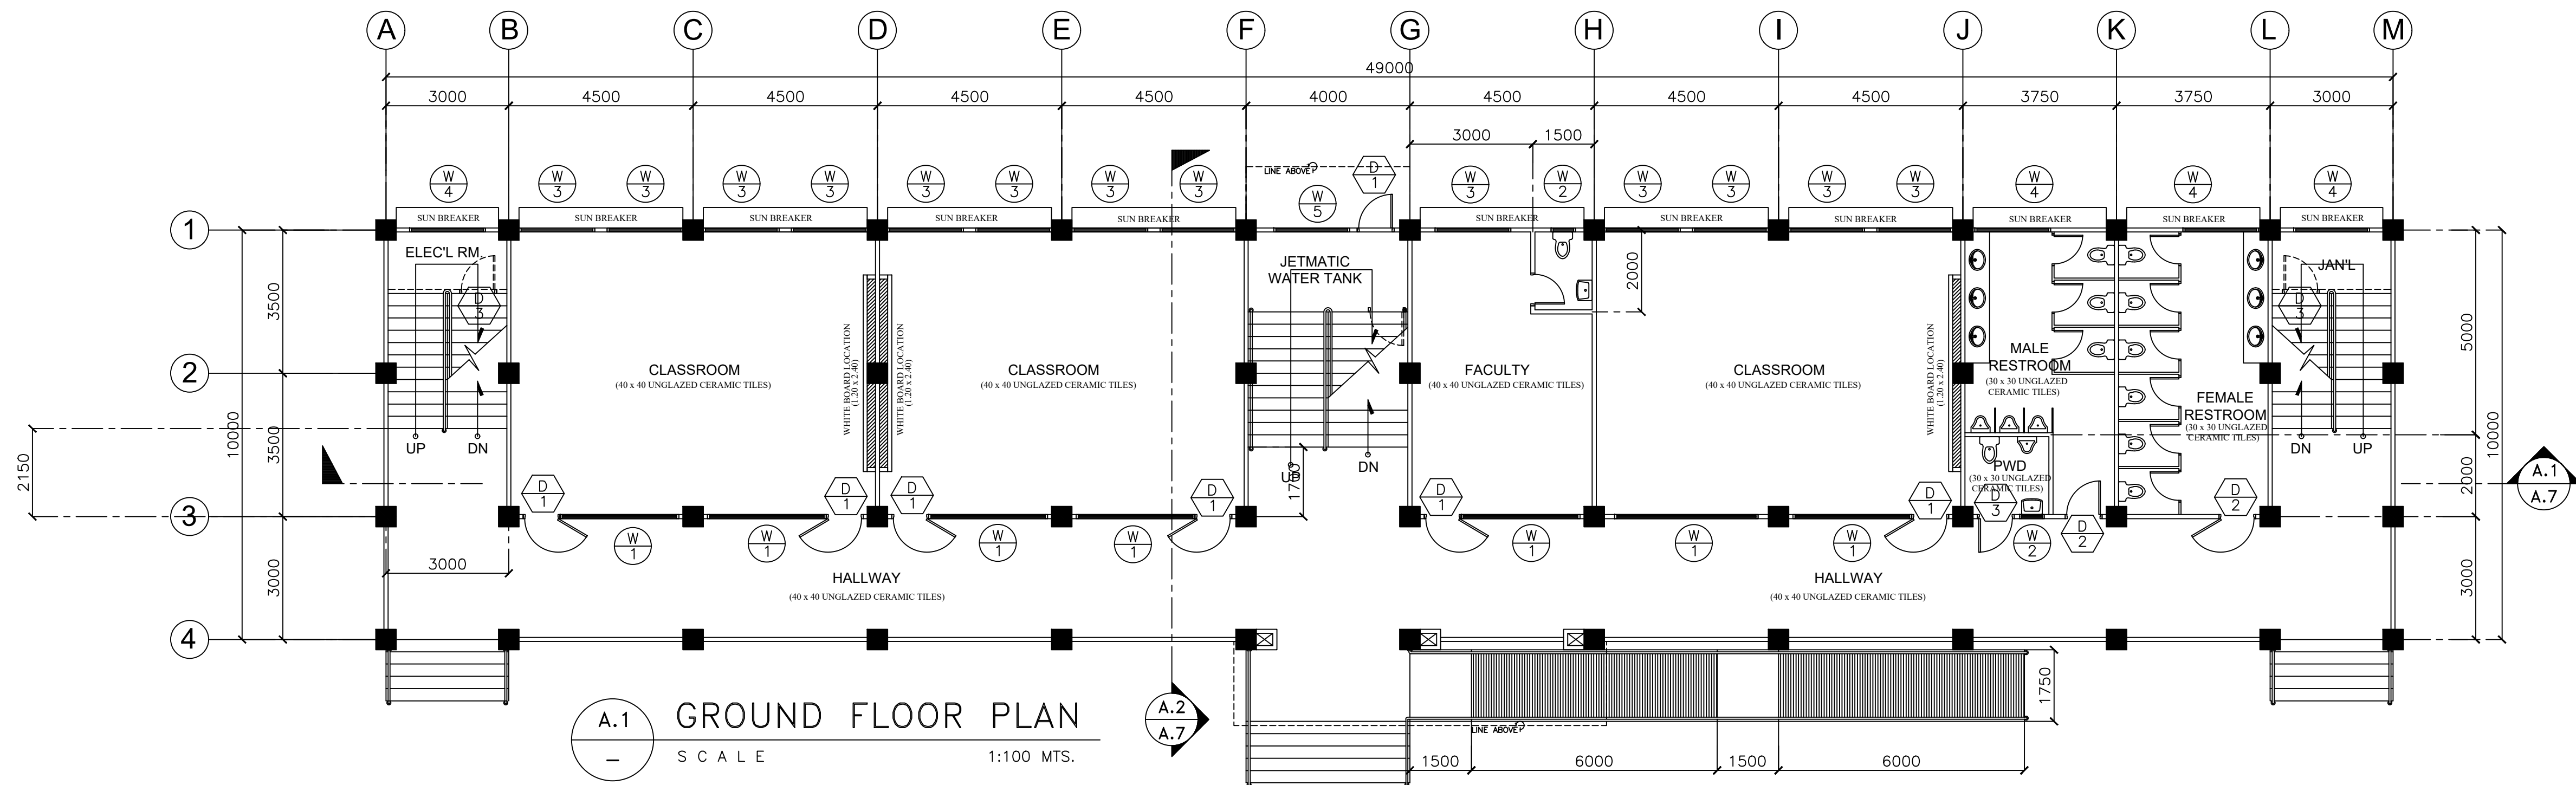 A B C D E F G H I J K L M
49000
3000 4500 4500 4500 4500 4000 4500 4500 4500 3750 3750 3000
3000 1500
LINE ABOVE
D
1
W
4
W
3
W
3
W
3
W
3
W
3
W
3
W
3
W
3
W
5
W
3
W
2
W
3
W
3
W
3
W
3
W
4
W
4
W
4
SUN BREAKER SUN BREAKER SUN BREAKER SUN BREAKER SUN BREAKER SUN BREAKER SUN BREAKER SUN BREAKER SUN BREAKER SUN BREAKER SUN BREAKER
1
2
3
4
10000
3500
3500
3000
2150
ELEC'L RM.
D
3
UP DN
CLASSROOM
(40 x 40 UNGLAZED CERAMIC TILES)
WHITE BOARD LOCATION
(1.20 x 2.40)
WHITE BOARD LOCATION
(1.20 x 2.40)
CLASSROOM
(40 x 40 UNGLAZED CERAMIC TILES)
JETMATIC
WATER TANK
UP DN
1700
FACULTY
(40 x 40 UNGLAZED CERAMIC TILES)
2000
CLASSROOM
(40 x 40 UNGLAZED CERAMIC TILES)
WHITE BOARD LOCATION
(1.20 x 2.40)
MALE
RESTROOM
(30 x 30 UNGLAZED
CERAMIC TILES)
PWD
(30 x 30 UNGLAZED
CERAMIC TILES)
FEMALE
RESTROOM
(30 x 30 UNGLAZED
CERAMIC TILES)
JAN'L
D
3
DN UP
5000
2000
3000
10000
A.1
A.7
D
1
D
1
D
1
D
1
D
1
D
1
D
3
D
2
D
2
W
1
W
1
W
1
W
1
W
1
W
1
W
1
W
2
3000
HALLWAY
(40 x 40 UNGLAZED CERAMIC TILES)
HALLWAY
(40 x 40 UNGLAZED CERAMIC TILES)
A.1
–
GROUND FLOOR PLAN
SCALE 1:100 MTS.
A.2
A.7
LINE ABOVE
1750
1500 6000 1500 6000